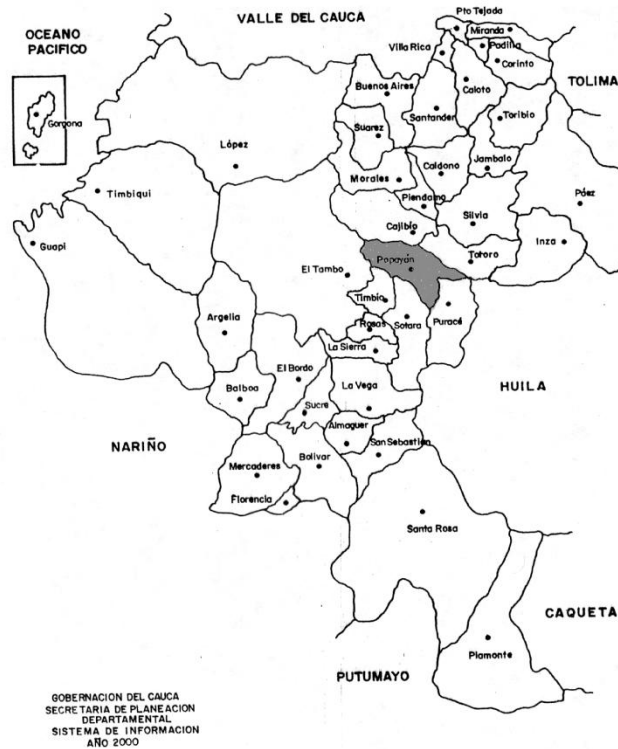 VALLE DEL CAUCA
OCEANO
PACIFICO
Pto Tejada
Miranda
Padilla
Villa Rica
Corinto
TOLIMA
Buenos Aires
Caloto
Gorgona
Santander
Toribio
Suarez
López
Caldono
Jambalo
Morales
Timbiqui
Páez
Piendamo
Silvia
Cajibío
Guapi
Inza
Totoro
Popayán
El Tambo
Timbio
Argelia
Rosas
Sotara
Puracé
La Sierra
El Bordo
Balboa
La Vega
HUILA
Sucre
Almaguer
NARIÑO
San Sebastién
Bolivar
Mercaderes
Florencia
Santa Rosa
CAQUETA
Piamonte
PUTUMAYO
GOBERNACION DEL CAUCA
SECRETARIA DE PLANEACION
DEPARTAMENTAL
SISTEMA DE INFORMACION
AÑO 2000